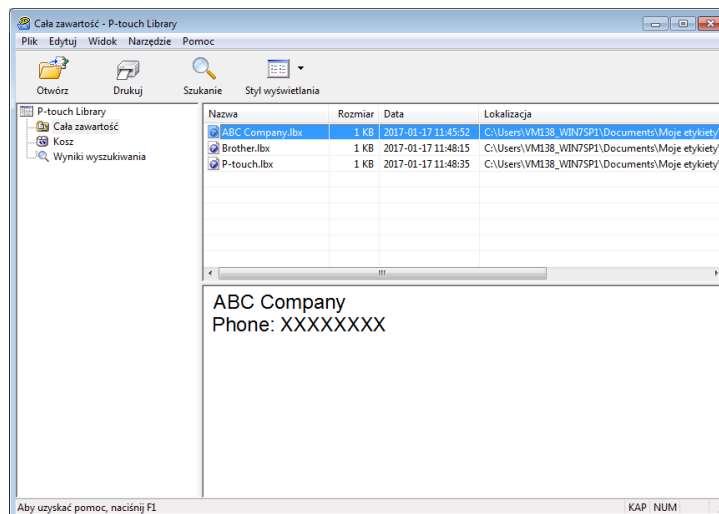 Cała zawartość - P-touch Library
Plik Edytuj Widok Narzędzie Pomoc
Otwórz Drukuj Szukanie Styl wyświetlania
P-touch Library
Cała zawartość
Kosz
Wyniki wyszukiwania
Nazwa Rozmiar Data Lokalizacja
ABC Company.lbx 1 KB 2017-01-17 11:45:52 C:\Users\VM138_WIN7SP1\Documents\Moje etykiety\
Brother.lbx 1 KB 2017-01-17 11:48:15 C:\Users\VM138_WIN7SP1\Documents\Moje etykiety\
P-touch.lbx 1 KB 2017-01-17 11:48:35 C:\Users\VM138_WIN7SP1\Documents\Moje etykiety\
ABC Company
Phone: XXXXXXXX
Aby uzyskać pomoc, naciśnij F1 KAP NUM